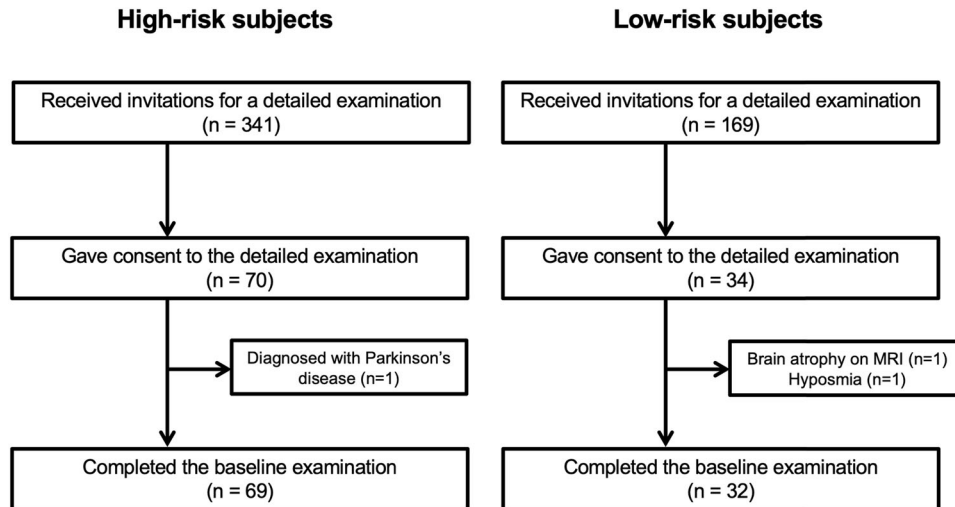 High-risk subjects
Received invitations for a detailed examination
(n = 341)
Gave consent to the detailed examination
(n = 70)
Diagnosed with Parkinson's
disease (n=1)
Completed the baseline examination
(n = 69)
Low-risk subjects
Received invitations for a detailed examination
(n = 169)
Gave consent to the detailed examination
(n = 34)
Brain atrophy on MRI (n=1)
Hyposmia (n=1)
Completed the baseline examination
(n = 32)